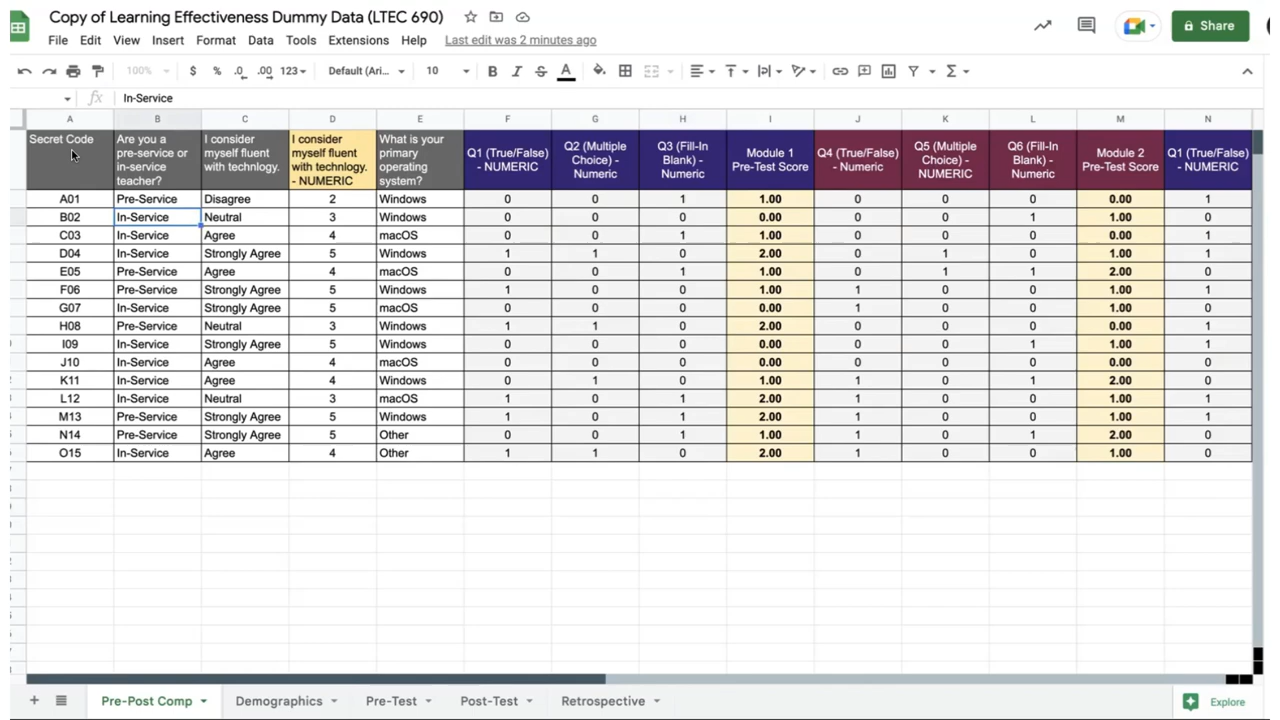 Copy of Learning Effectiveness Dummy Data (LTEC 690)
File Edit View Insert Format Data Tools Extensions Help Last edit was 2 minutes ago
Share
100% $ % .0 .00 123 Default (Ari... 10 B I S A
fx In-Service
A B C D E F G H I J K L M N
Secret Code
Are you a
pre-service or
in-service
teacher?
I consider
myself fluent
with technlogy.
I consider
myself fluent
with technlogy.
- NUMERIC
What is your
primary
operating
system?
Q1 (True/False)
- NUMERIC
Q2 (Multiple
Choice) -
Numeric
Q3 (Fill-In
Blank) -
Numeric
Module 1
Pre-Test Score
Q4 (True/False)
- Numeric
Q5 (Multiple
Choice) -
NUMERIC
Q6 (Fill-In
Blank) -
Numeric
Module 2
Pre-Test Score
Q1 (True/False)
- NUMERIC
A01 Pre-Service Disagree 2 Windows 0 0 1 1.00 0 0 0 0.00 1
B02 In-Service Neutral 3 Windows 0 0 0 0.00 0 0 1 1.00 0
C03 In-Service Agree 4 macOS 0 0 1 1.00 0 0 0 0.00 1
D04 In-Service Strongly Agree 5 Windows 1 1 0 2.00 0 1 0 1.00 1
E05 Pre-Service Agree 4 macOS 0 0 1 1.00 0 1 1 2.00 0
F06 Pre-Service Strongly Agree 5 Windows 1 0 0 1.00 1 0 0 1.00 1
G07 In-Service Strongly Agree 5 macOS 0 0 0 0.00 1 0 0 1.00 0
H08 Pre-Service Neutral 3 Windows 1 1 0 2.00 0 0 0 0.00 1
I09 In-Service Strongly Agree 5 Windows 0 0 0 0.00 0 0 1 1.00 1
J10 In-Service Agree 4 macOS 0 0 0 0.00 0 0 0 0.00 0
K11 In-Service Agree 4 Windows 0 1 0 1.00 1 0 1 2.00 0
L12 In-Service Neutral 3 macOS 1 0 1 2.00 0 0 1 1.00 1
M13 Pre-Service Strongly Agree 5 Windows 1 0 1 2.00 1 0 0 1.00 1
N14 Pre-Service Strongly Agree 5 Other 0 0 1 1.00 1 0 1 2.00 0
O15 In-Service Agree 4 Other 1 1 0 2.00 1 0 0 1.00 0
Pre-Post Comp Demographics Pre-Test Post-Test Retrospective Explore